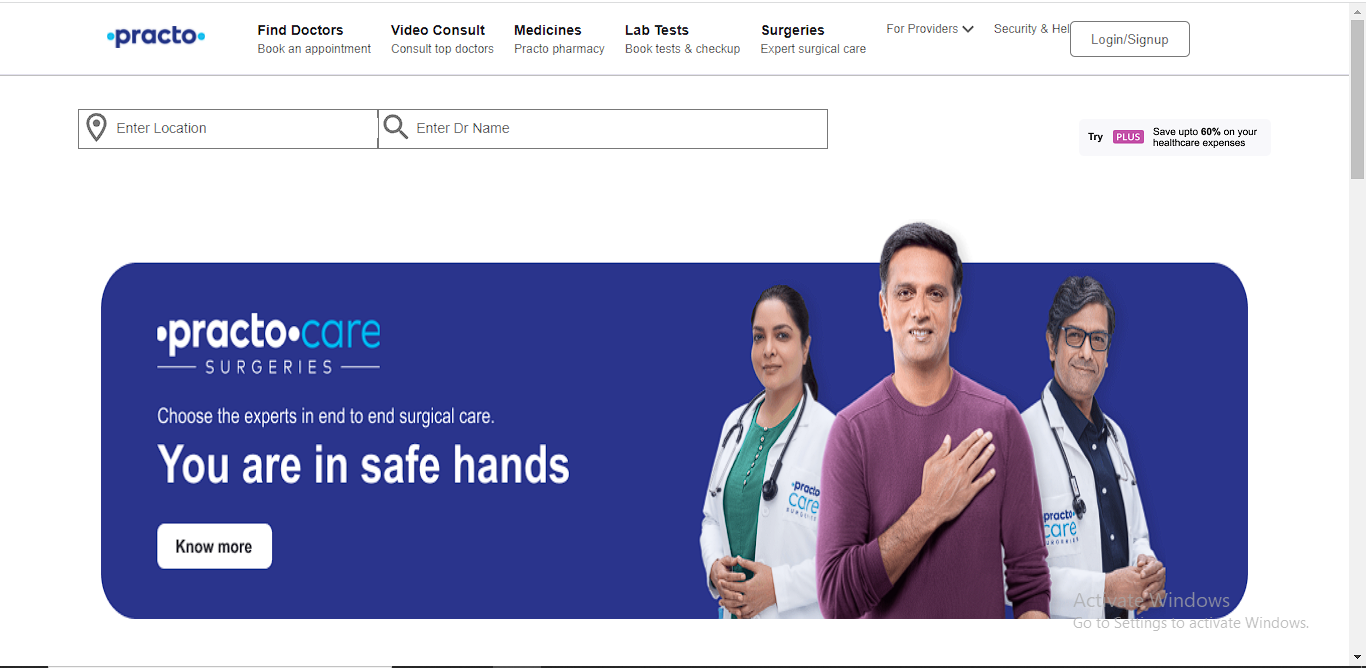 practo
Find Doctors
Book an appointment
Video Consult
Consult top doctors
Medicines
Practo pharmacy
Lab Tests
Book tests & checkup
Surgeries
Expert surgical care
For Providers
Security & Hel
Login/Signup
Enter Location
Enter Dr Name
Try PLUS Save upto 60% on your
healthcare expenses
practo care
SURGERIES
Choose the experts in end to end surgical care.
You are in safe hands
Know more
practo
care
SURGERIES
practo
care
SURGERIES
Activate Windows
Go to Settings to activate Windows.